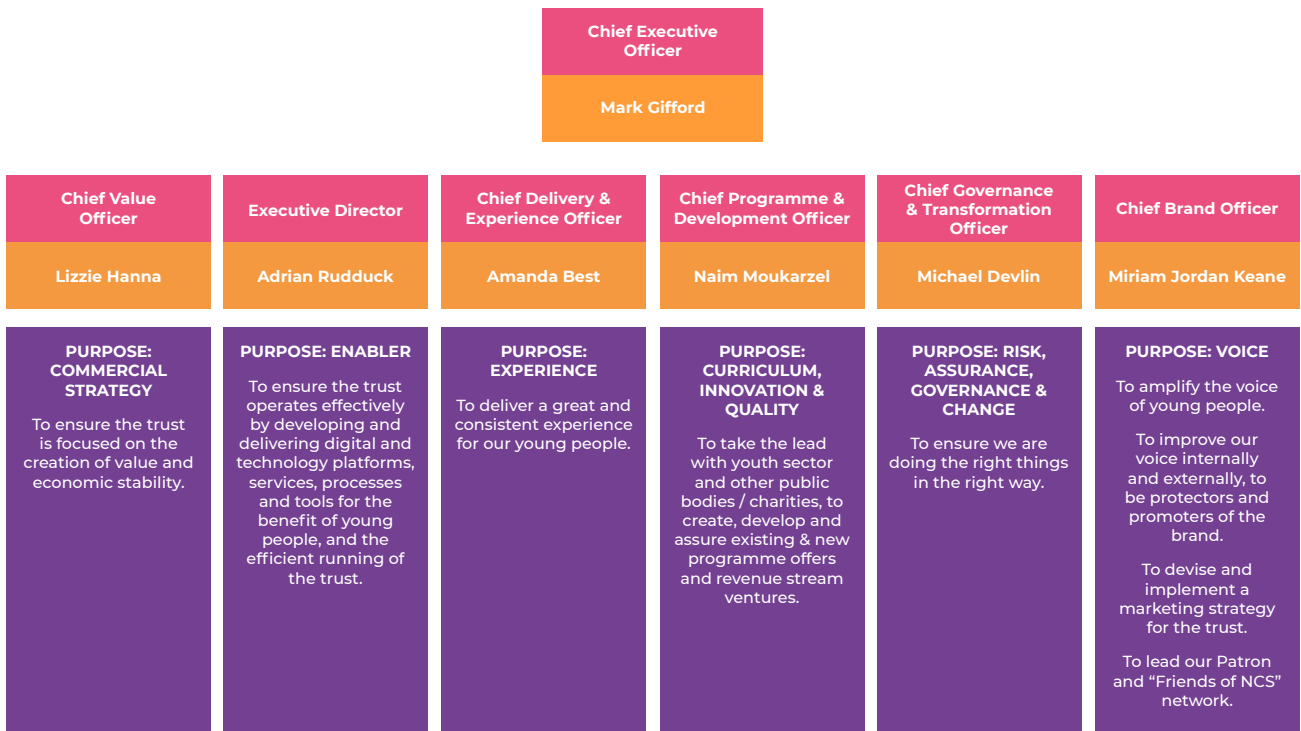 Chief Executive
Officer
Mark Gifford
Chief Value
Officer
Lizzie Hanna
PURPOSE:
COMMERCIAL
STRATEGY
To ensure the trust
is focused on the
creation of value and
economic stability.
Executive Director
Adrian Rudduck
PURPOSE: ENABLER
To ensure the trust
operates effectively
by developing and
delivering digital and
technology platforms,
services, processes
and tools for the
benefit of young
people, and the
efficient running of
the trust.
Chief Delivery &
Experience Officer
Amanda Best
PURPOSE:
EXPERIENCE
To deliver a great and
consistent experience
for our young people.
Chief Programme &
Development Officer
Naim Moukarzel
PURPOSE:
CURRICULUM,
INNOVATION &
QUALITY
To take the lead
with youth sector
and other public
bodies / charities, to
create, develop and
assure existing & new
programme offers
and revenue stream
ventures.
Chief Governance
& Transformation
Officer
Michael Devlin
PURPOSE: RISK,
ASSURANCE,
GOVERNANCE &
CHANGE
To ensure we are
doing the right things
in the right way.
Chief Brand Officer
Miriam Jordan Keane
PURPOSE: VOICE
To amplify the voice
of young people.
To improve our
voice internally
and externally, to
be protectors and
promoters of the
brand.
To devise and
implement a
marketing strategy
for the trust.
To lead our Patron
and “Friends of NCS”
network.